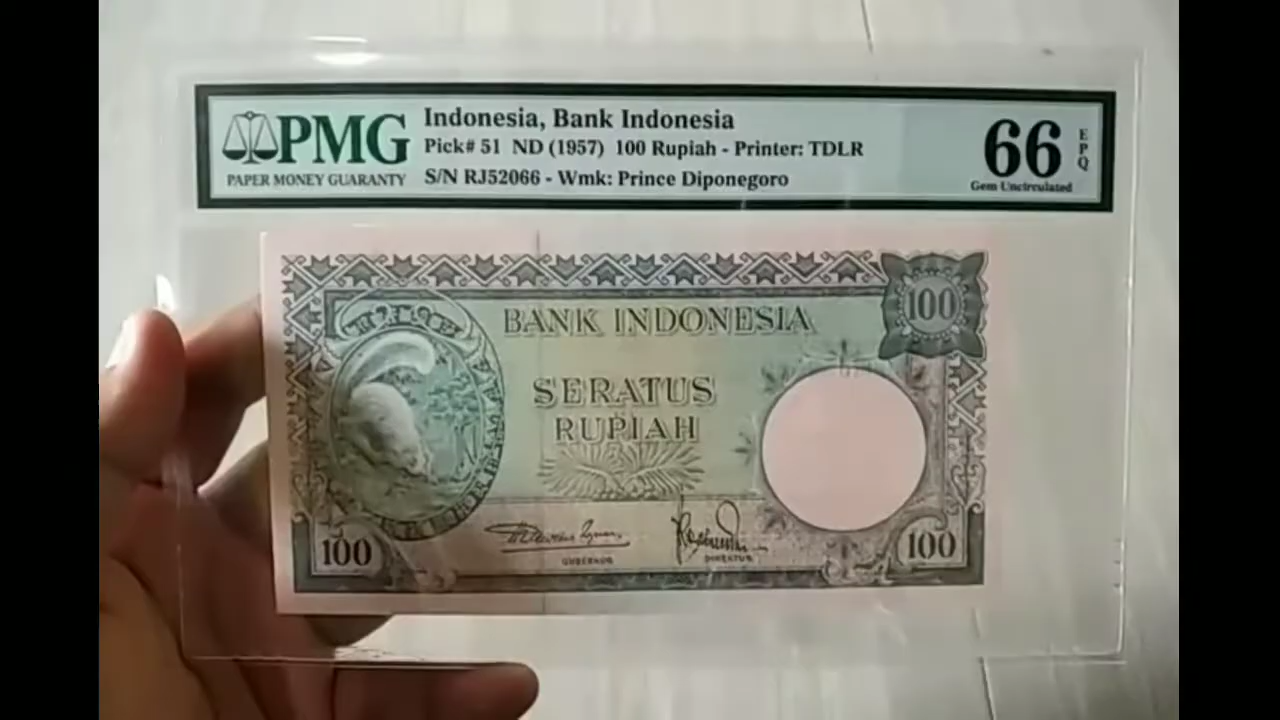 PMG
PAPER MONEY GUARANTY
Indonesia, Bank Indonesia
Pick# 51 ND (1957) 100 Rupiah - Printer: TDLR
S/N RJ52066 - Wmk: Prince Diponegoro
66
EPQ
Gem Uncirculated
BANK INDONESIA
100
SERATUS
RUPIAH
GUBERNUR
DIREKTUR
100
100